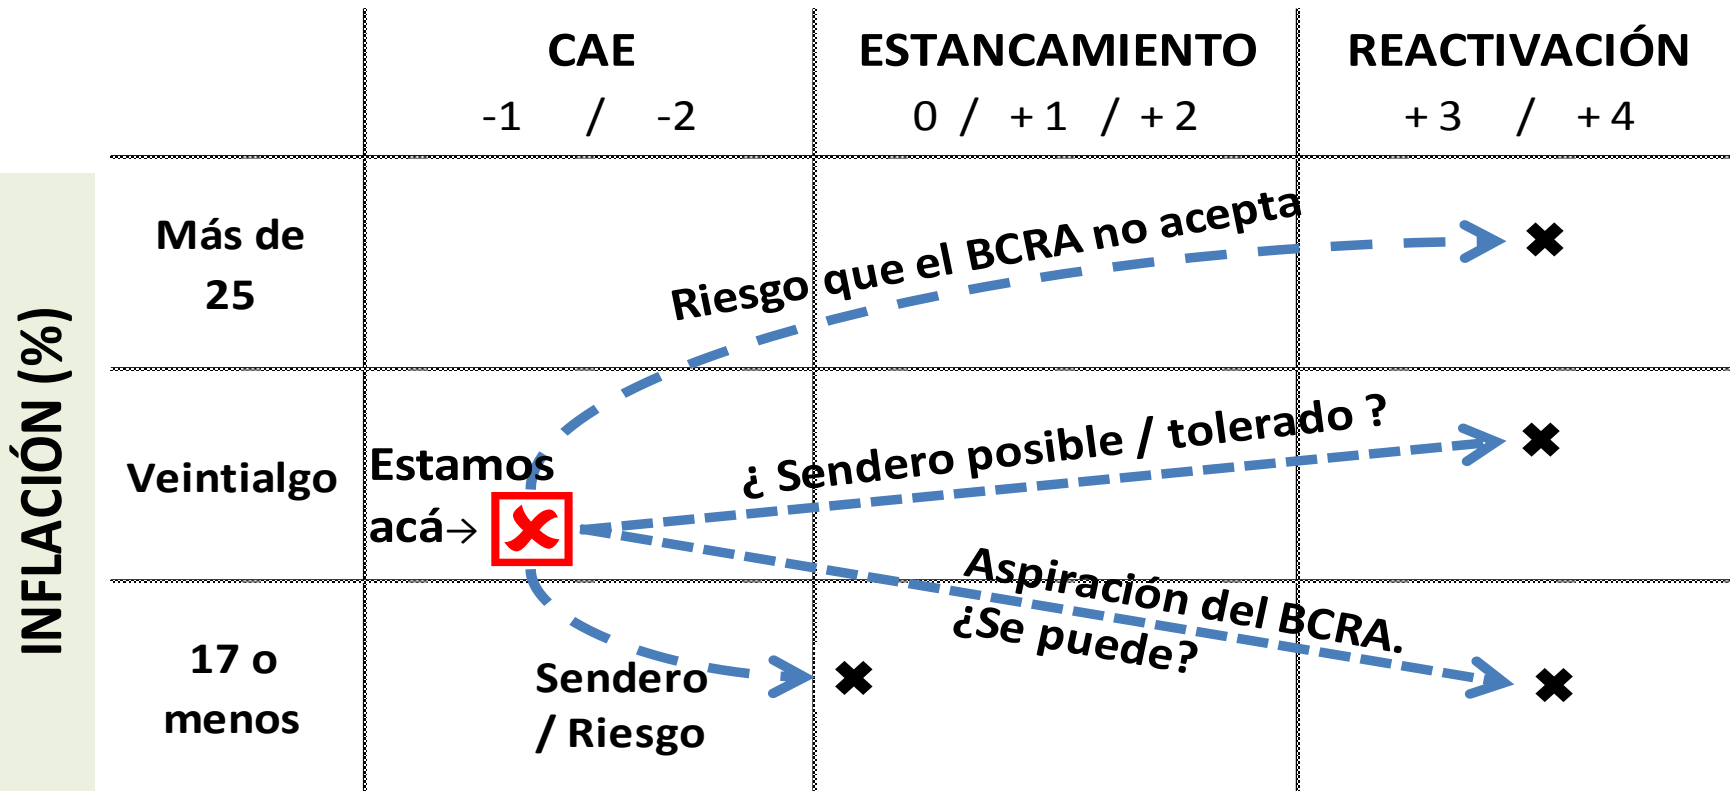 CAE
ESTANCAMIENTO
REACTIVACIÓN
-1 / -2
0 / +1 / +2
+3 / +4
INFLACIÓN (%)
Más de
25
Riesgo que el BCRA no acepta
Veintialgo
Estamos
acá→
¿ Sendero posible / tolerado ?
Aspiración del BCRA.
¿Se puede?
17 o
menos
Sendero
/ Riesgo